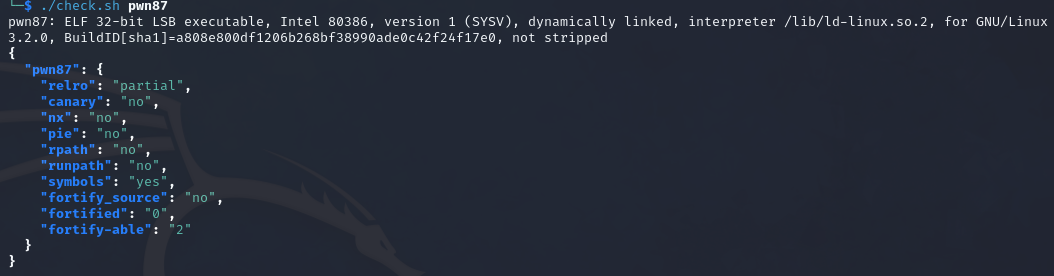 └─$ ./check.sh pwn87
pwn87: ELF 32-bit LSB executable, Intel 80386, version 1 (SYSV), dynamically linked, interpreter /lib/ld-linux.so.2, for GNU/Linux
3.2.0, BuildID[sha1]=a808e800df1206b268bf38990ade0c42f24f17e0, not stripped
{
  "pwn87": {
    "relro": "partial",
    "canary": "no",
    "nx": "no",
    "pie": "no",
    "rpath": "no",
    "runpath": "no",
    "symbols": "yes",
    "fortify_source": "no",
    "fortified": "0",
    "fortify-able": "2"
  }
}